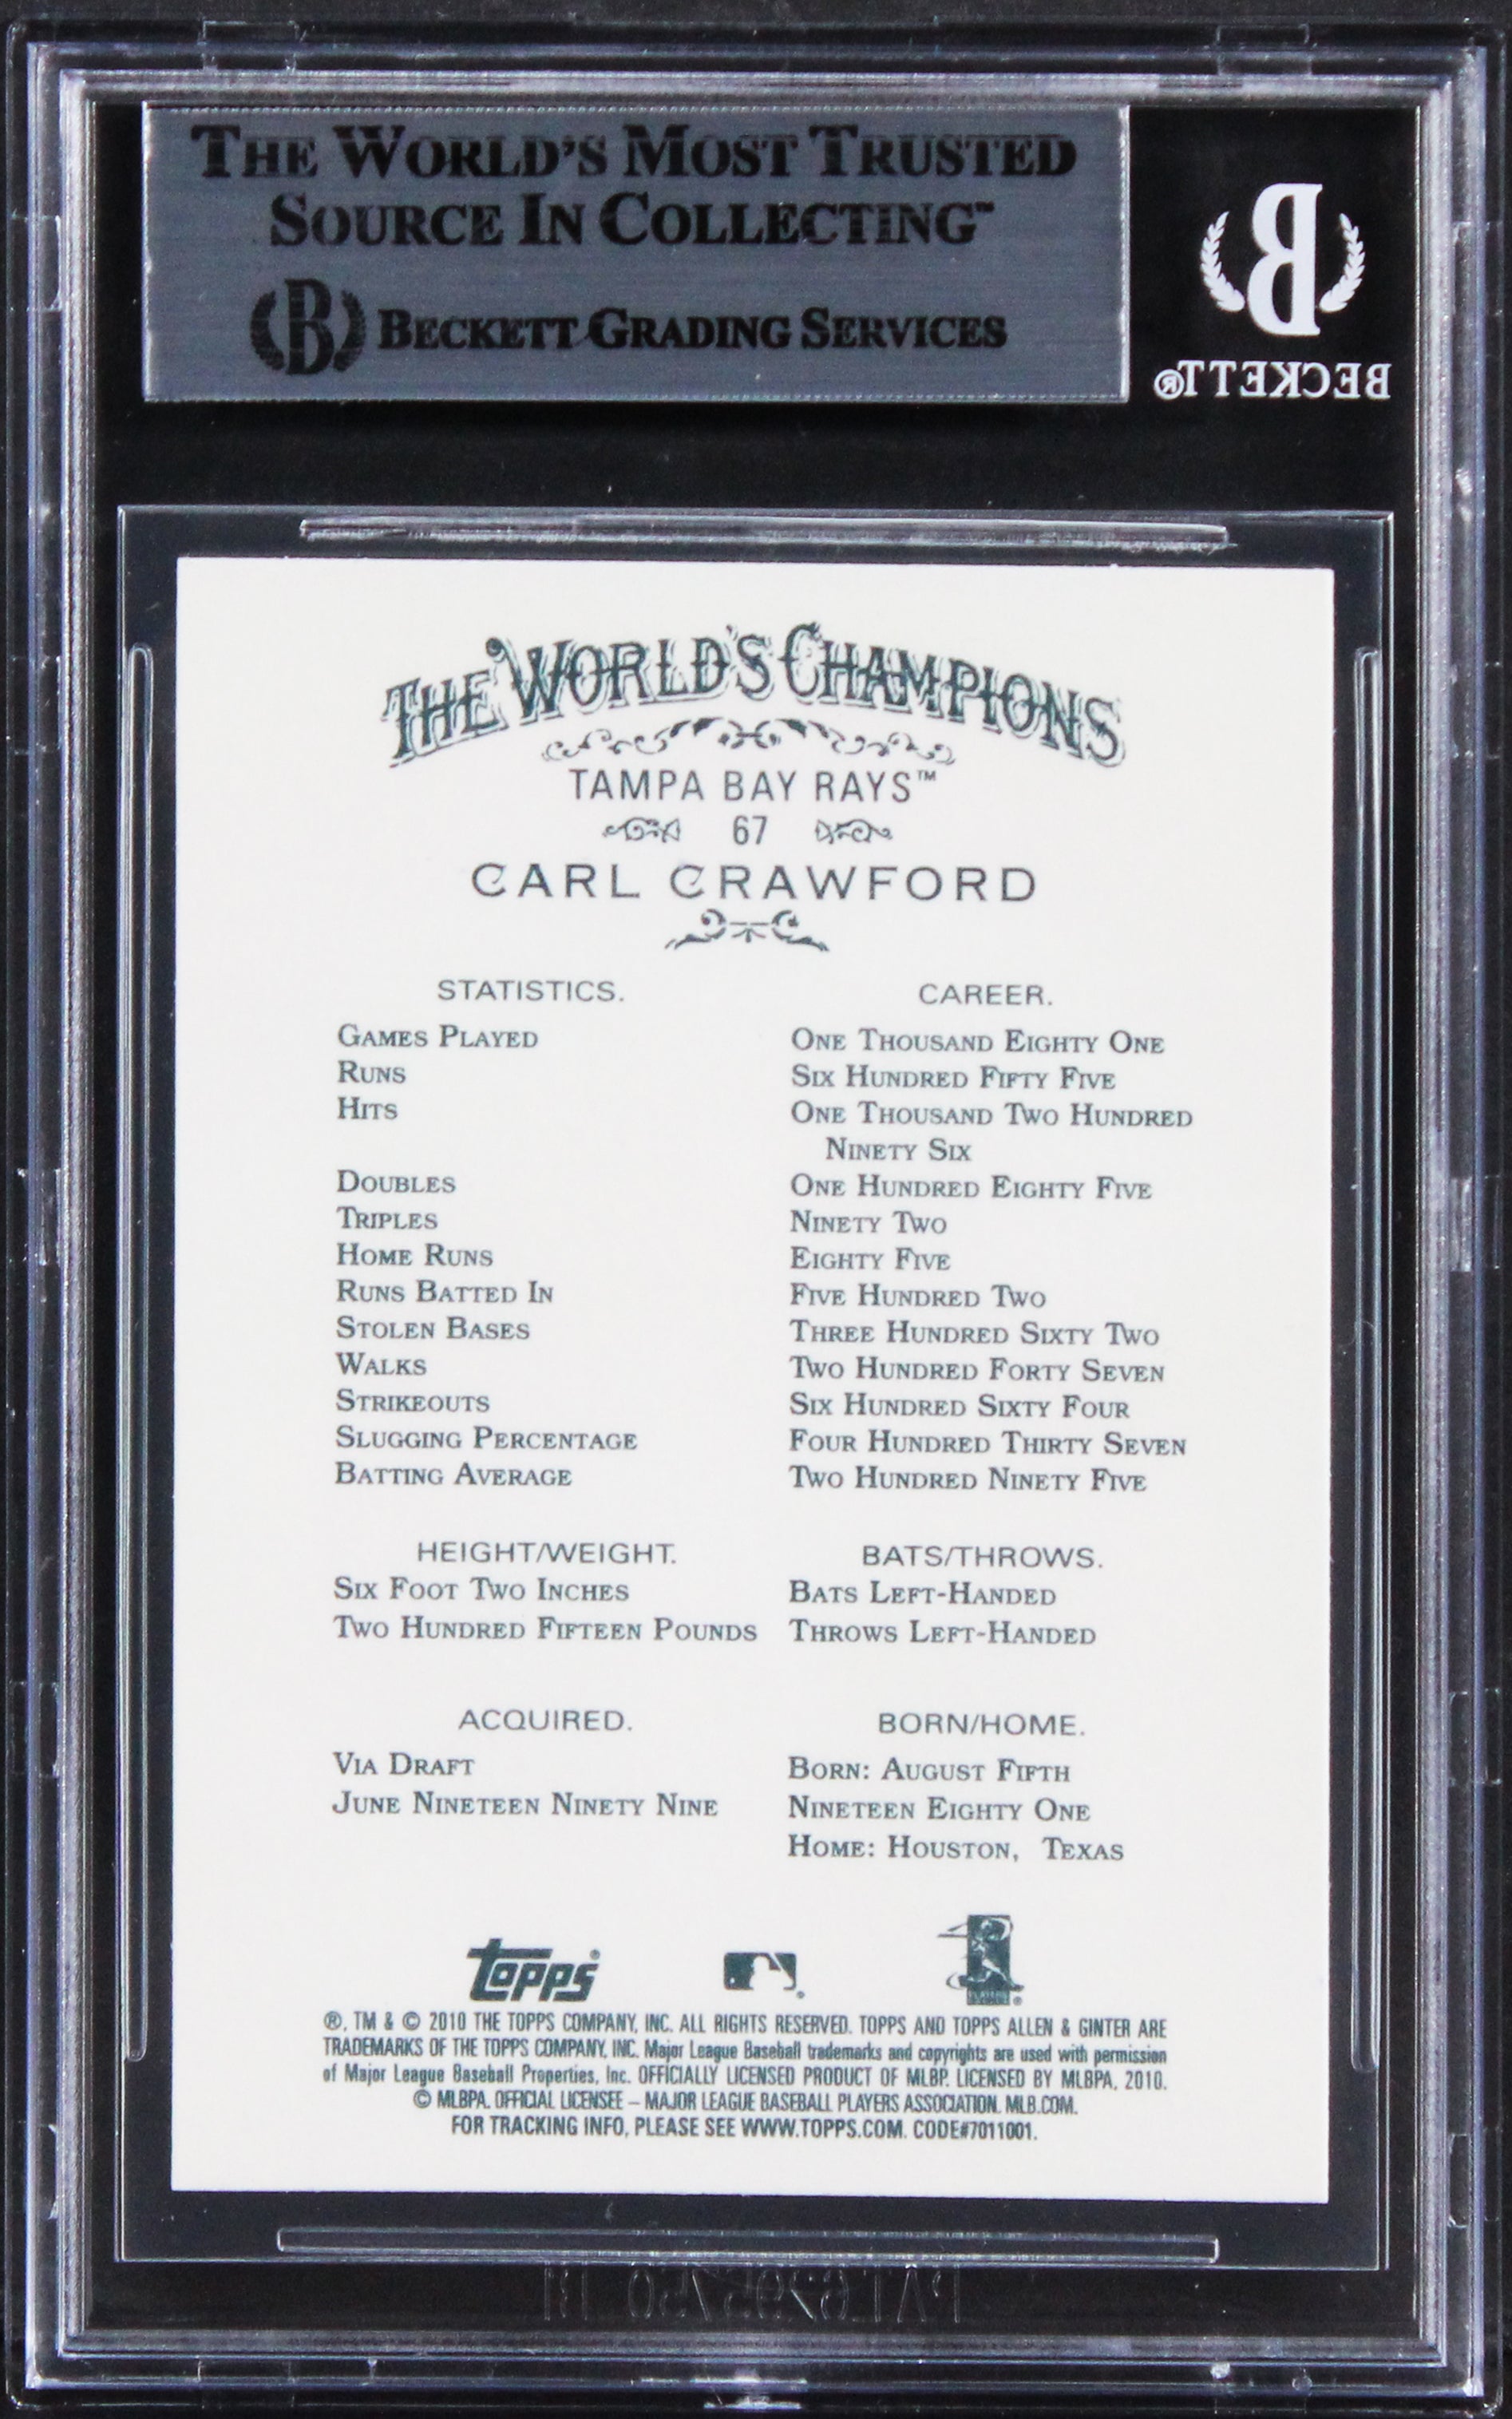 THE WORLD'S MOST TRUSTED
SOURCE IN COLLECTING™
B BECKETT GRADING SERVICES
B
BECKETT®
THE WORLD'S CHAMPIONS
TAMPA BAY RAYS™
67
CARL CRAWFORD
STATISTICS. CAREER.
GAMES PLAYED ONE THOUSAND EIGHTY ONE
RUNS SIX HUNDRED FIFTY FIVE
HITS ONE THOUSAND TWO HUNDRED
NINETY SIX
DOUBLES ONE HUNDRED EIGHTY FIVE
TRIPLES NINETY TWO
HOME RUNS EIGHTY FIVE
RUNS BATTED IN FIVE HUNDRED TWO
STOLEN BASES THREE HUNDRED SIXTY TWO
WALKS TWO HUNDRED FORTY SEVEN
STRIKEOUTS SIX HUNDRED SIXTY FOUR
SLUGGING PERCENTAGE FOUR HUNDRED THIRTY SEVEN
BATTING AVERAGE TWO HUNDRED NINETY FIVE
HEIGHT/WEIGHT. BATS/THROWS.
SIX FOOT TWO INCHES BATS LEFT-HANDED
TWO HUNDRED FIFTEEN POUNDS THROWS LEFT-HANDED
ACQUIRED. BORN/HOME.
VIA DRAFT BORN: AUGUST FIFTH
JUNE NINETEEN NINETY NINE NINETEEN EIGHTY ONE
HOME: HOUSTON, TEXAS
topps®
®, TM & © 2010 THE TOPPS COMPANY, INC. ALL RIGHTS RESERVED. TOPPS AND TOPPS ALLEN & GINTER ARE
TRADEMARKS OF THE TOPPS COMPANY, INC. Major League Baseball trademarks and copyrights are used with permission
of Major League Baseball Properties, Inc. OFFICIALLY LICENSED PRODUCT OF MLBP. LICENSED BY MLBPA, 2010.
© MLBPA. OFFICIAL LICENSEE – MAJOR LEAGUE BASEBALL PLAYERS ASSOCIATION. MLB.COM.
FOR TRACKING INFO, PLEASE SEE WWW.TOPPS.COM. CODE#7011001.